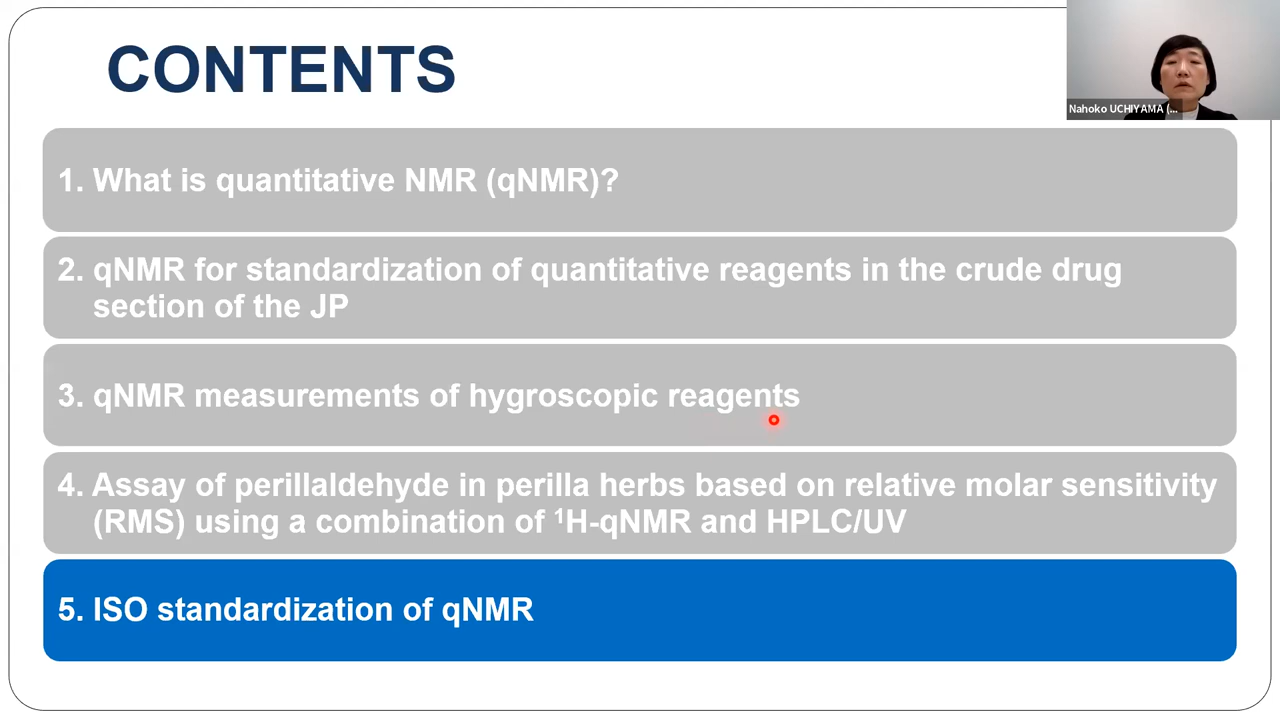 CONTENTS
Nahoko UCHIYAMA (...
1. What is quantitative NMR (qNMR)?
2. qNMR for standardization of quantitative reagents in the crude drug
section of the JP
3. qNMR measurements of hygroscopic reagents
4. Assay of perillaldehyde in perilla herbs based on relative molar sensitivity
(RMS) using a combination of ¹H-qNMR and HPLC/UV
5. ISO standardization of qNMR